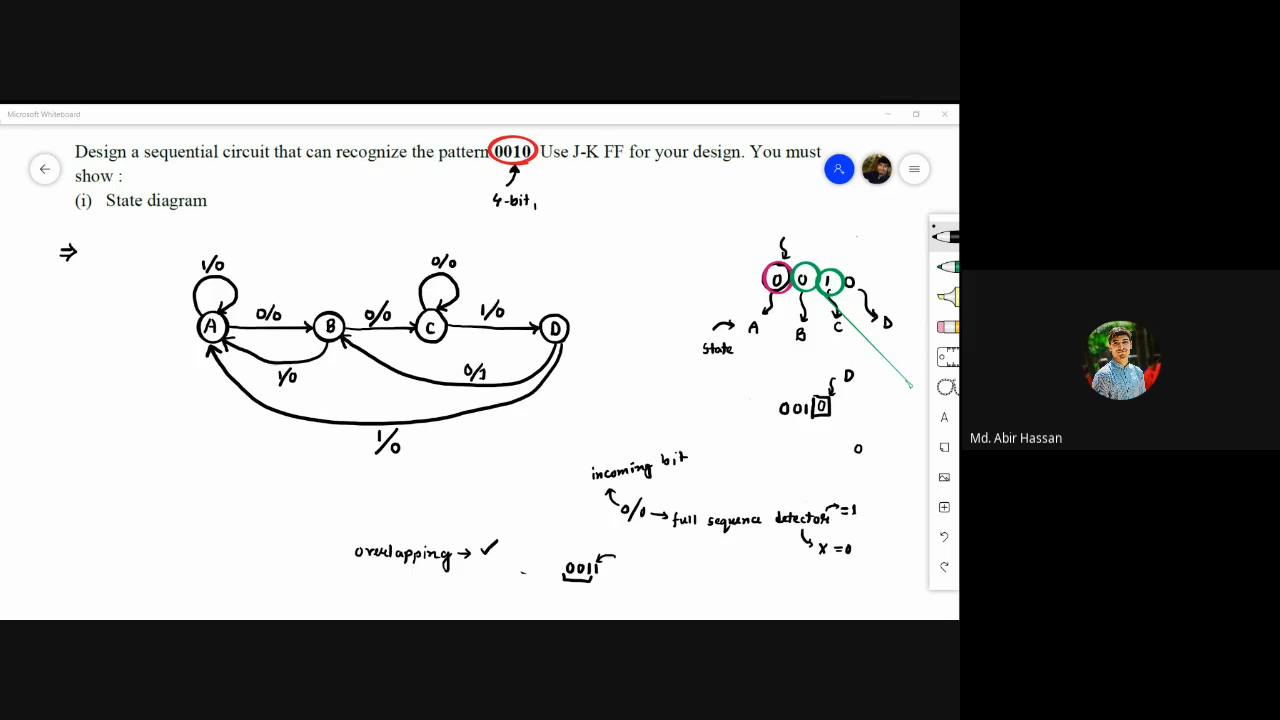 Microsoft Whiteboard
Design a sequential circuit that can recognize the pattern 0010. Use J-K FF for your design. You must
show :
(i) State diagram
4-bit,
⇒
1/0
0/0
A
0/0
B
0/0
C
1/0
D
1/0
0/1
1/0
0 0 1 0
State → A B C D
D
0010
0
incoming bit
0/0 → full sequence detector = 1
x = 0
overlapping → ✓
0011
A
Md. Abir Hassan